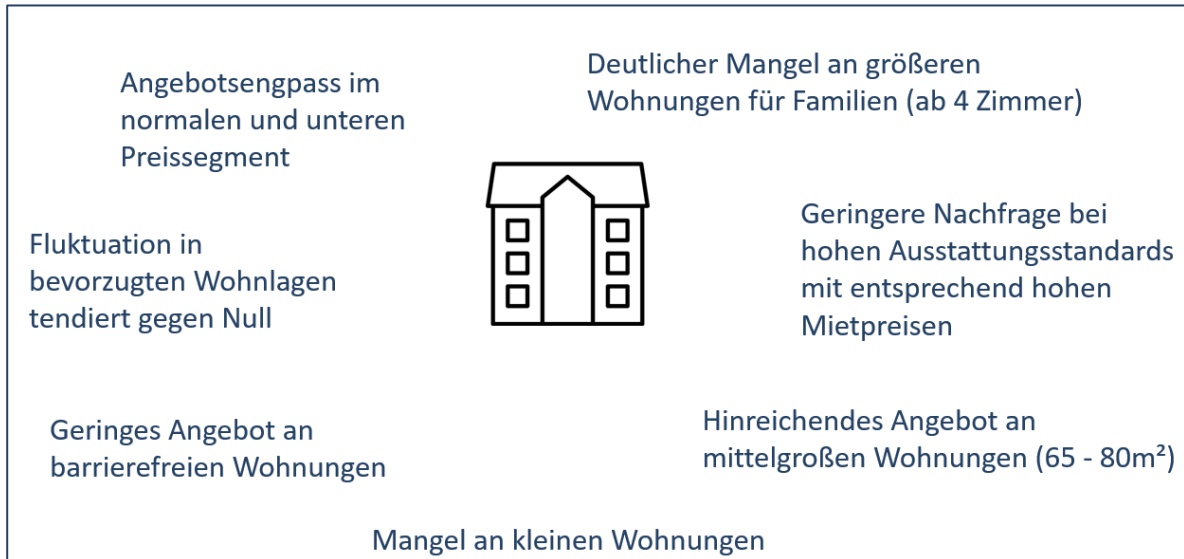 Angebotsengpass im
normalen und unteren
Preissegment
Deutlicher Mangel an größeren
Wohnungen für Familien (ab 4 Zimmer)
Fluktuation in
bevorzugten Wohnlagen
tendiert gegen Null
Geringere Nachfrage bei
hohen Ausstattungsstandards
mit entsprechend hohen
Mietpreisen
Geringes Angebot an
barrierefreien Wohnungen
Hinreichendes Angebot an
mittelgroßen Wohnungen (65 - 80m²)
Mangel an kleinen Wohnungen